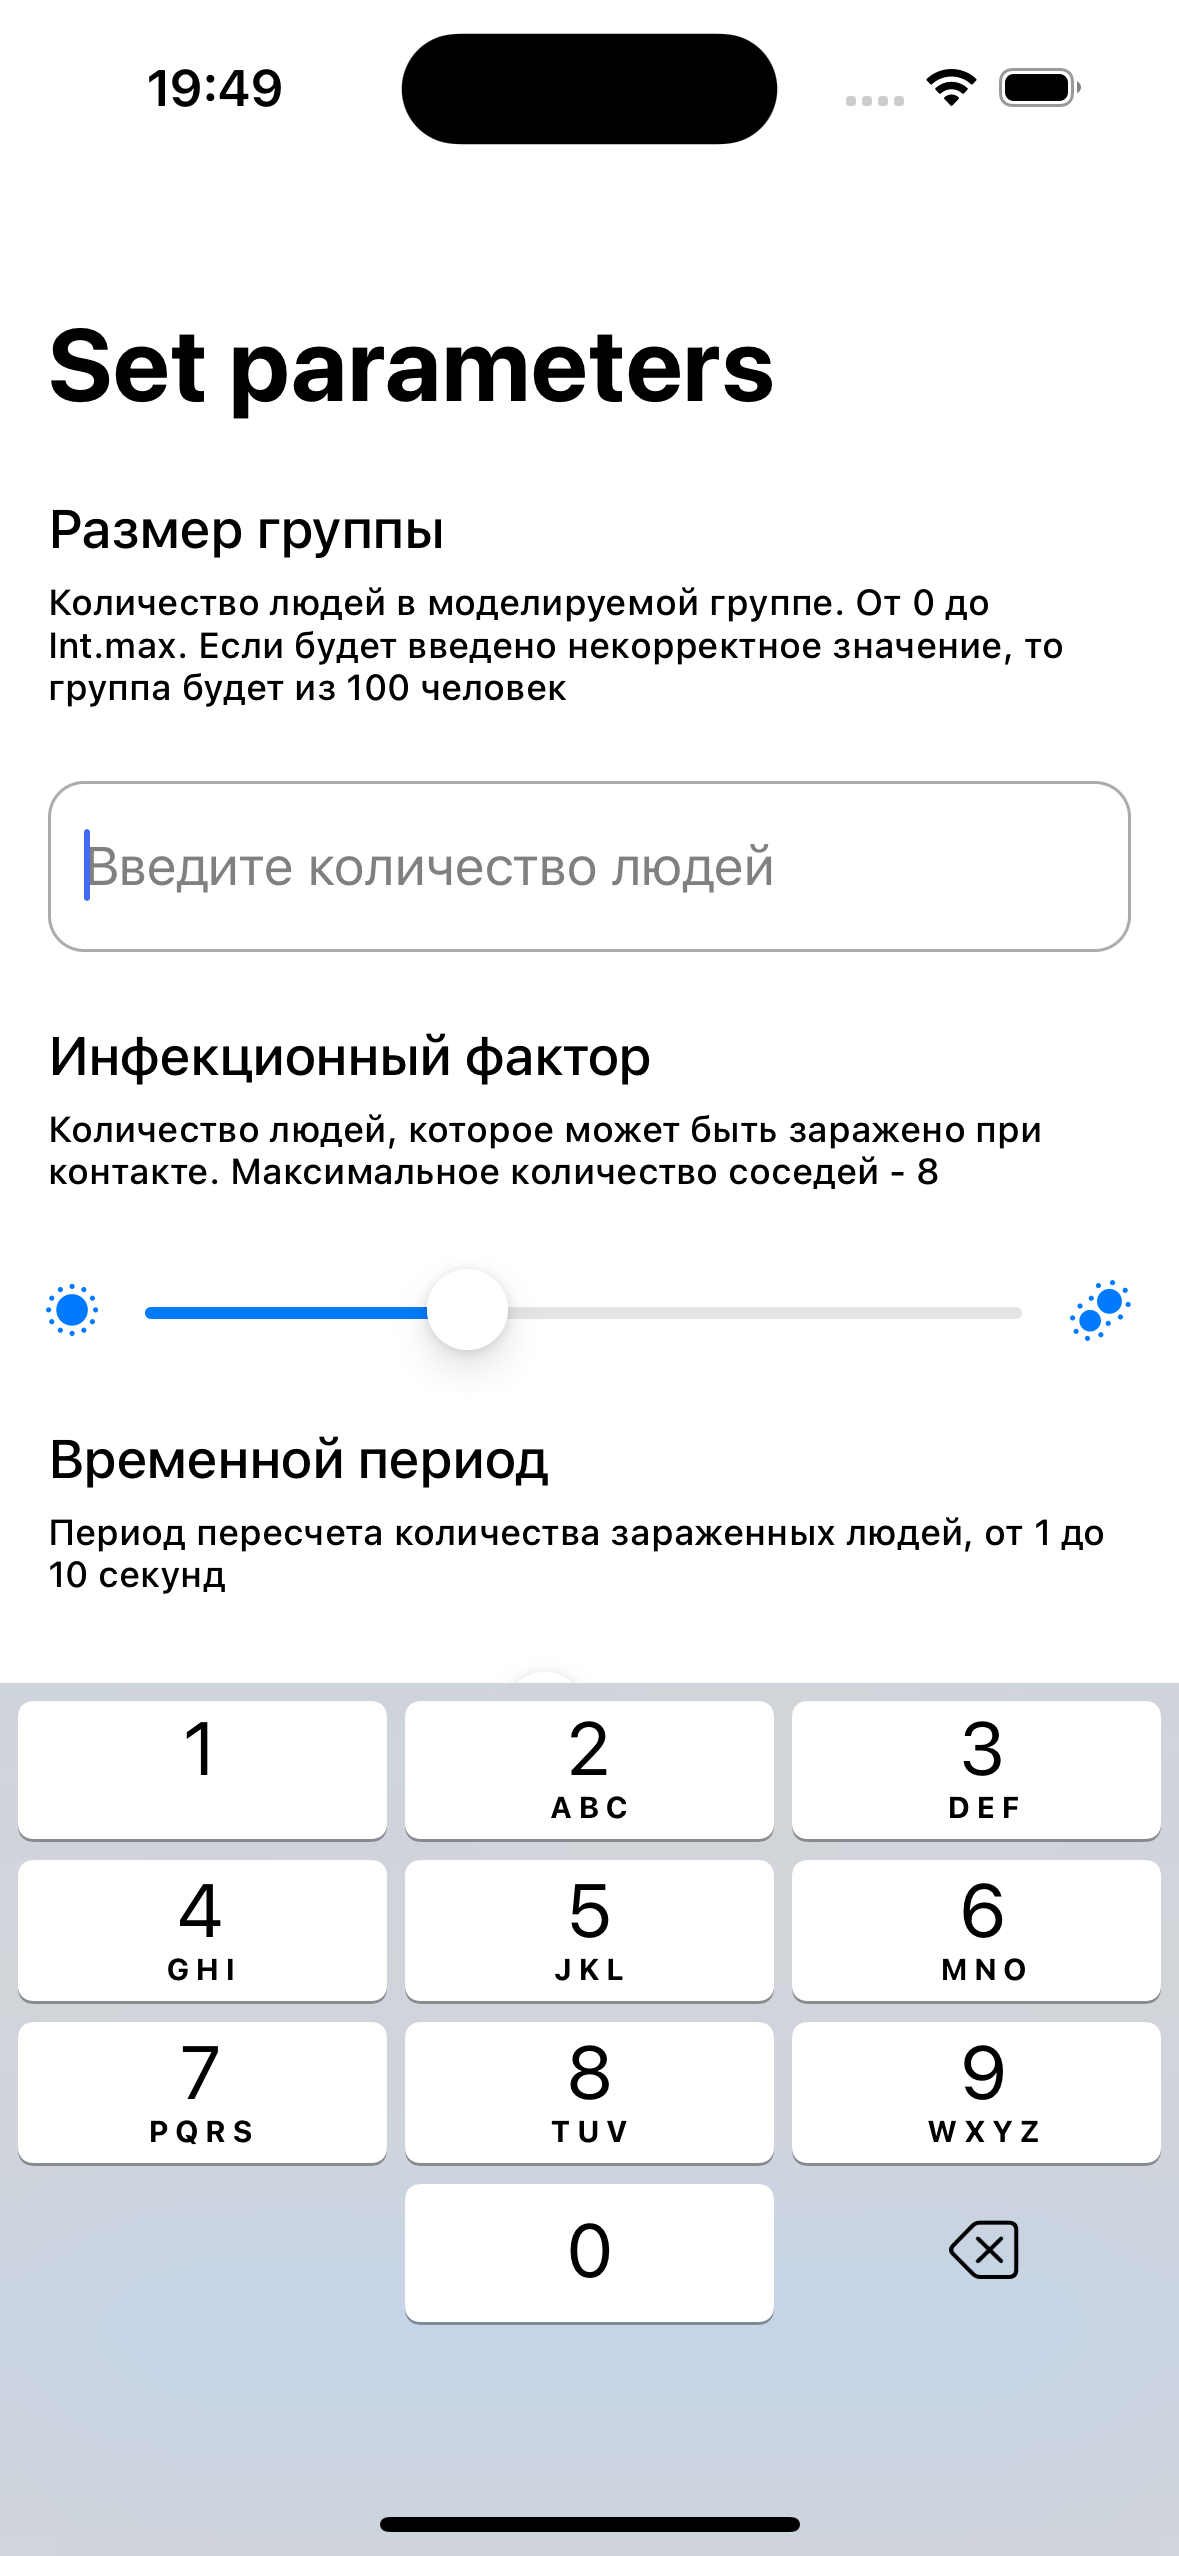 19:49
Set parameters
Размер группы
Количество людей в моделируемой группе. От 0 до
Int.max. Если будет введено некорректное значение, то
группа будет из 100 человек
Введите количество людей
Инфекционный фактор
Количество людей, которое может быть заражено при
контакте. Максимальное количество соседей - 8
Временной период
Период пересчета количества зараженных людей, от 1 до
10 секунд
1 2 3
ABC DEF
4 5 6
GHI JKL MNO
7 8 9
PQRS TUV WXYZ
0